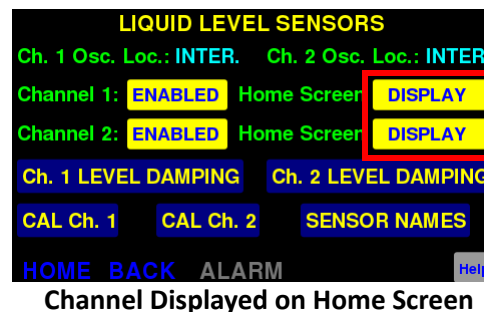 LIQUID LEVEL SENSORS
Ch. 1 Osc. Loc.: INTER. Ch. 2 Osc. Loc.: INTER
Channel 1: ENABLED Home Screen DISPLAY
Channel 2: ENABLED Home Screen DISPLAY
Ch. 1 LEVEL DAMPING Ch. 2 LEVEL DAMPING
CAL Ch. 1 CAL Ch. 2 SENSOR NAMES
HOME BACK ALARM Help
Channel Displayed on Home Screen